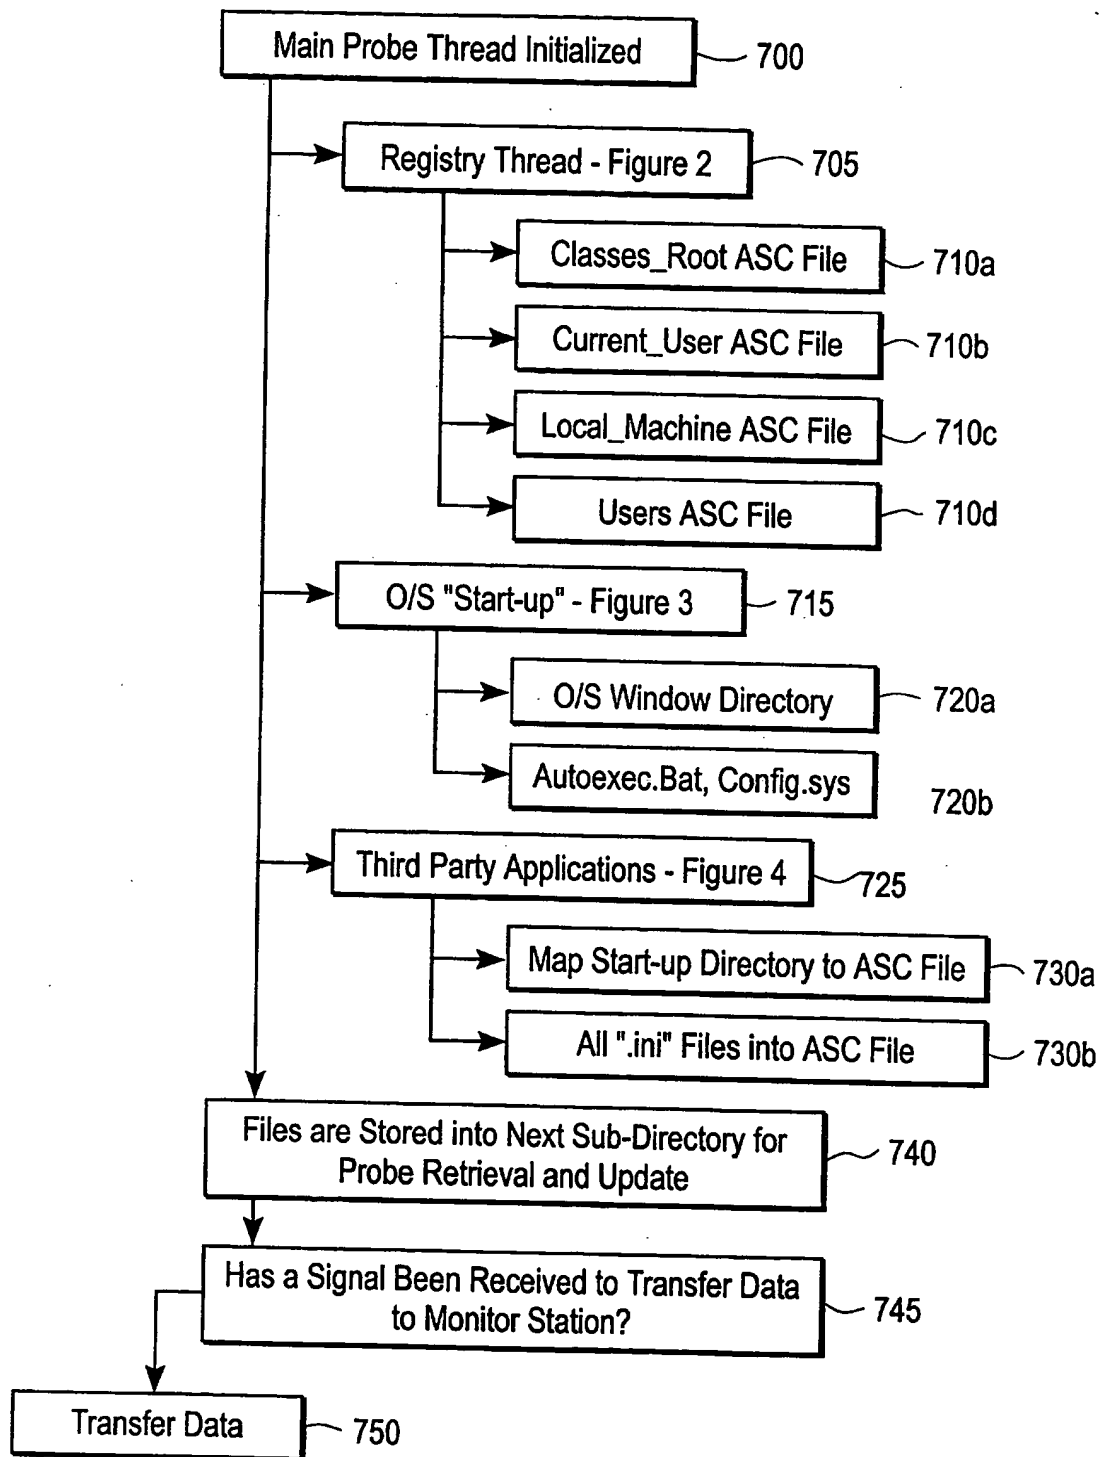 Main Probe Thread Initialized
700
Registry Thread - Figure 2
705
Classes_Root ASC File
710a
Current_User ASC File
710b
Local_Machine ASC File
710c
Users ASC File
710d
O/S "Start-up" - Figure 3
715
O/S Window Directory
720a
Autoexec.Bat, Config.sys
720b
Third Party Applications - Figure 4
725
Map Start-up Directory to ASC File
730a
All ".ini" Files into ASC File
730b
Files are Stored into Next Sub-Directory for
Probe Retrieval and Update
740
Has a Signal Been Received to Transfer Data
to Monitor Station?
745
Transfer Data
750